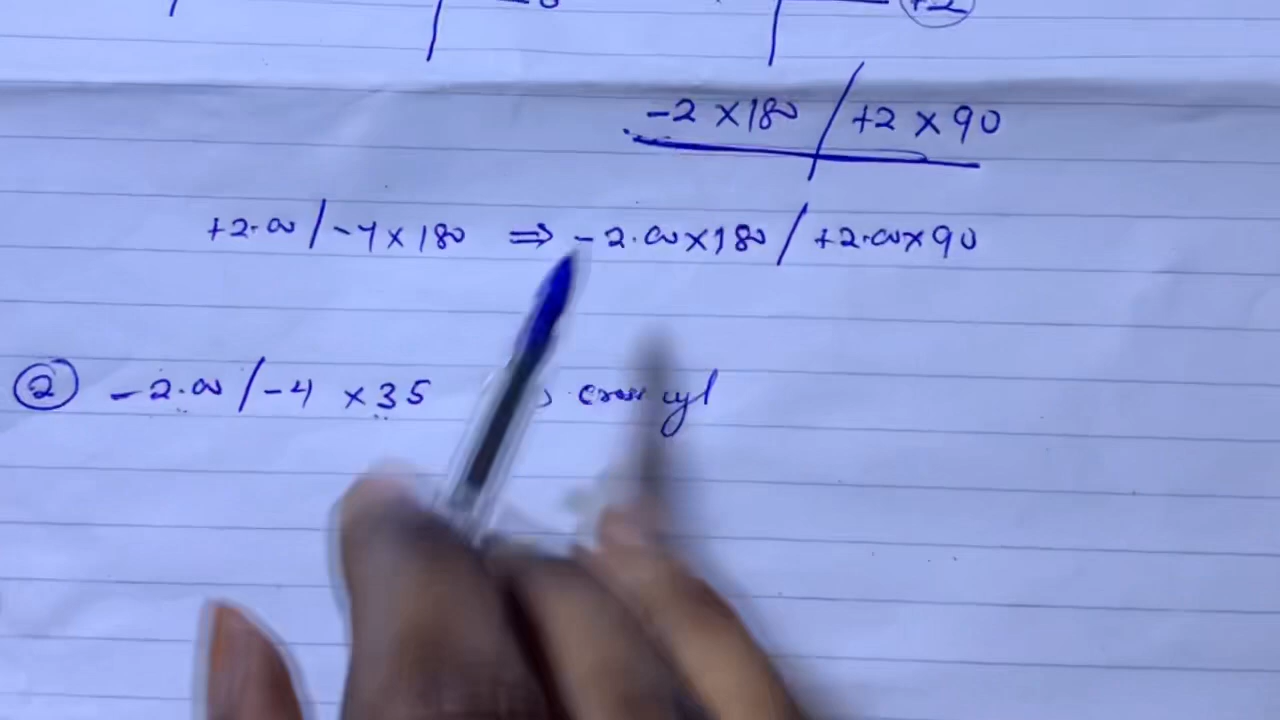 +2
-2 × 180 / +2 × 90
+2.00 / -4 × 180 ⇒ -2.00 × 180 / +2.00 × 90
② -2.00 / -4 × 35 , cross cyl